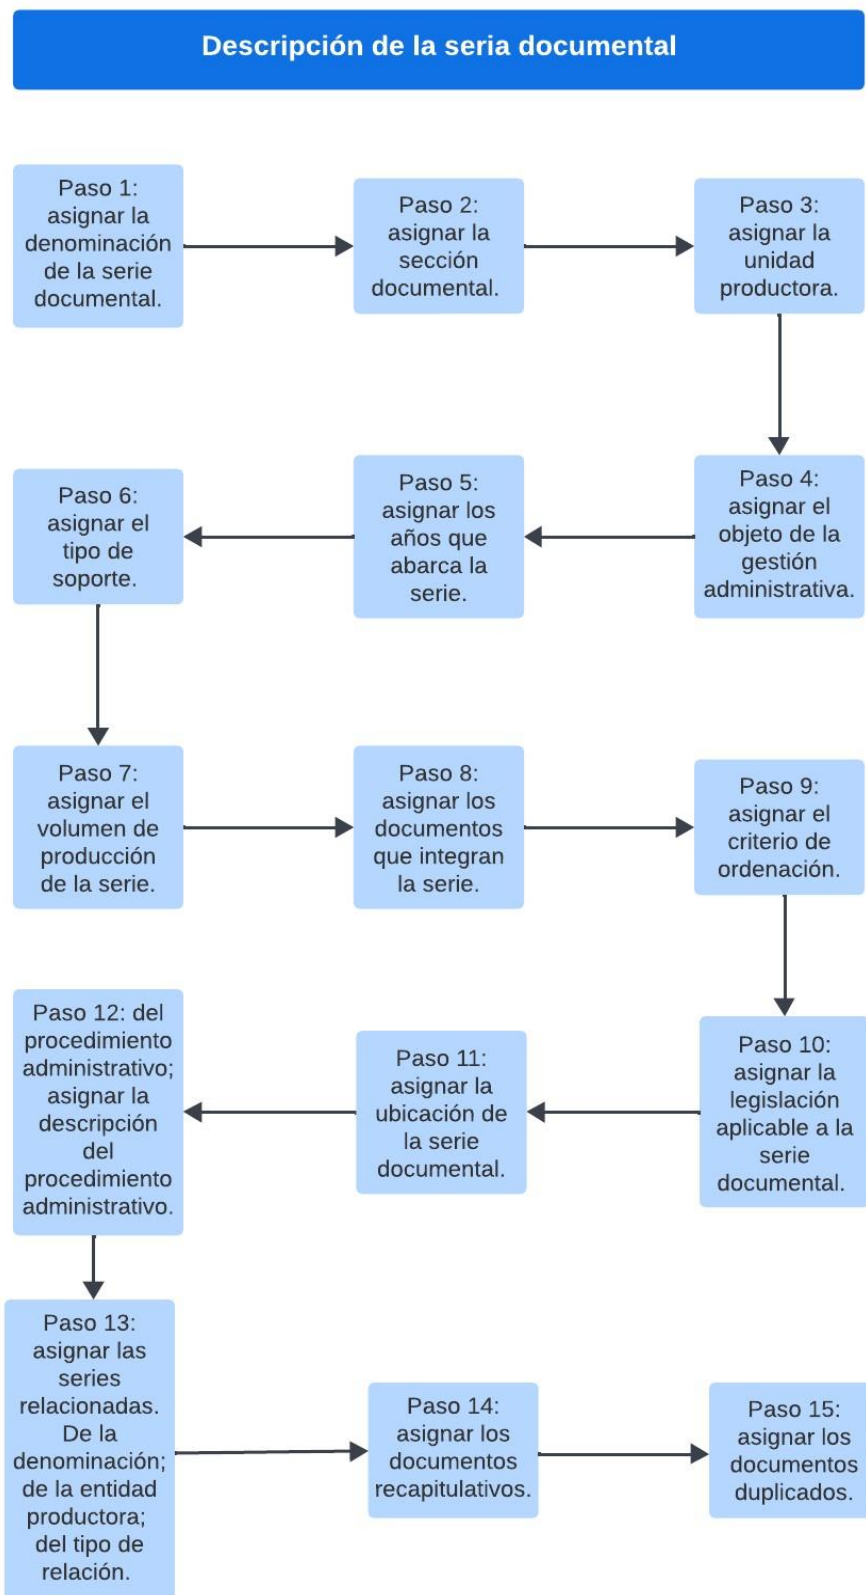 Descripción de la seria documental
Paso 1:
asignar la
denominación
de la serie
documental.
Paso 2:
asignar la
sección
documental.
Paso 3:
asignar la
unidad
productora.
Paso 4:
asignar el
objeto de la
gestión
administrativa.
Paso 5:
asignar los
años que
abarca la
serie.
Paso 6:
asignar el
tipo de
soporte.
Paso 7:
asignar el
volumen de
producción
de la serie.
Paso 8:
asignar los
documentos
que integran
la serie.
Paso 9:
asignar el
criterio de
ordenación.
Paso 10:
asignar la
legislación
aplicable a la
serie
documental.
Paso 11:
asignar la
ubicación de
la serie
documental.
Paso 12: del
procedimiento
administrativo;
asignar la
descripción
del
procedimiento
administrativo.
Paso 13:
asignar las
series
relacionadas.
De la
denominación;
de la entidad
productora;
del tipo de
relación.
Paso 14:
asignar los
documentos
recapitulativos.
Paso 15:
asignar los
documentos
duplicados.